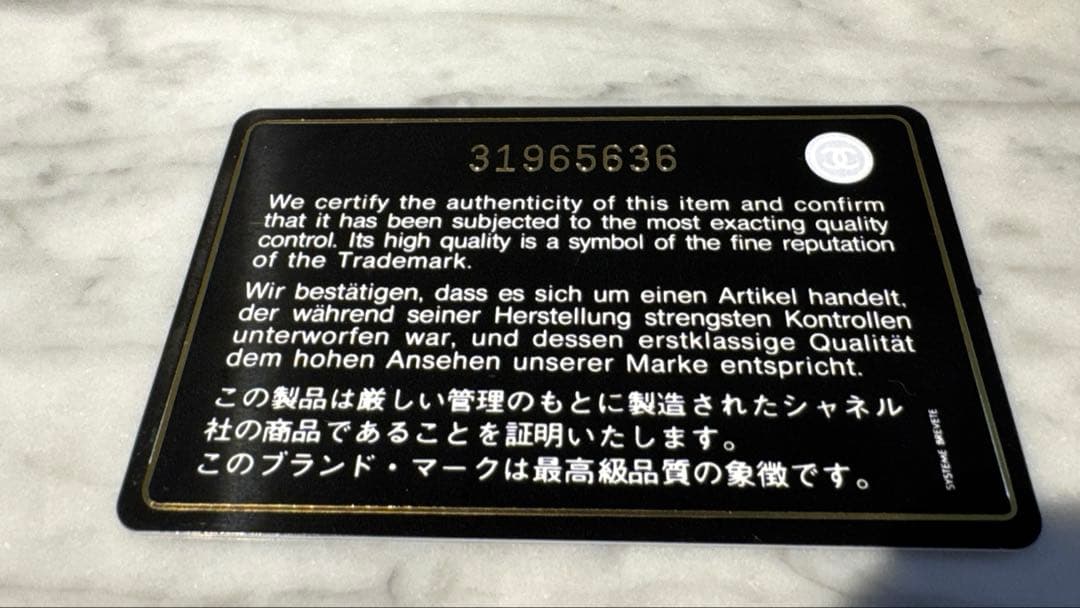 31965636
We certify the authenticity of this item and confirm
that it has been subjected to the most exacting quality
control. Its high quality is a symbol of the fine reputation
of the Trademark.
Wir bestätigen, dass es sich um einen Artikel handelt,
der während seiner Herstellung strengsten Kontrollen
unterworfen war, und dessen erstklassige Qualität
dem hohen Ansehen unserer Marke entspricht.
この製品は厳しい管理のもとに製造されたシャネル
社の商品であることを証明いたします。
このブランド・マークは最高級品質の象徴です。
SYSTEME BREVETE